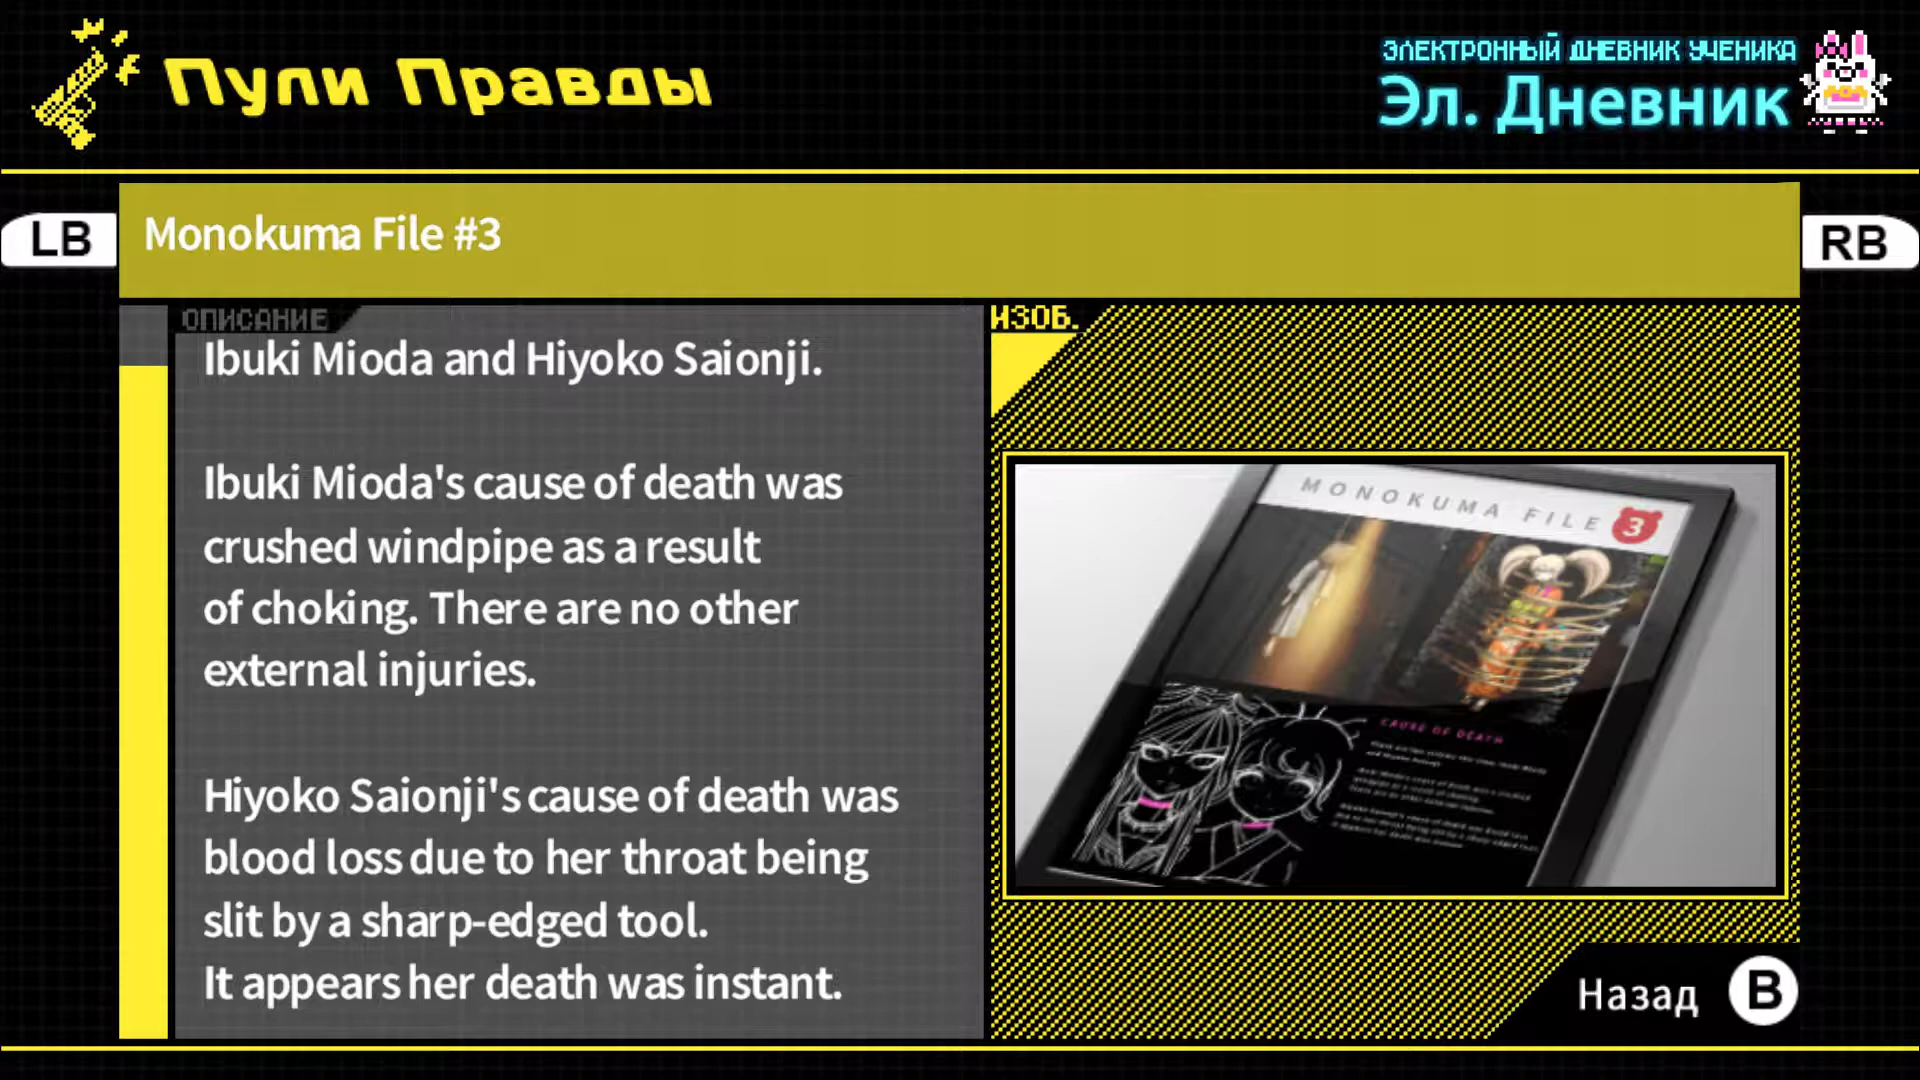 Пули Правды
ЭЛЕКТРОННЫЙ ДНЕВНИК УЧЕНИКА
Эл. Дневник
LB
Monokuma File #3
RB
ОПИСАНИЕ
Ibuki Mioda and Hiyoko Saionji.
Ibuki Mioda's cause of death was
crushed windpipe as a result
of choking. There are no other
external injuries.
Hiyoko Saionji's cause of death was
blood loss due to her throat being
slit by a sharp-edged tool.
It appears her death was instant.
ИЗОБ.
MONOKUMA FILE 3
CAUSE OF DEATH
Назад B